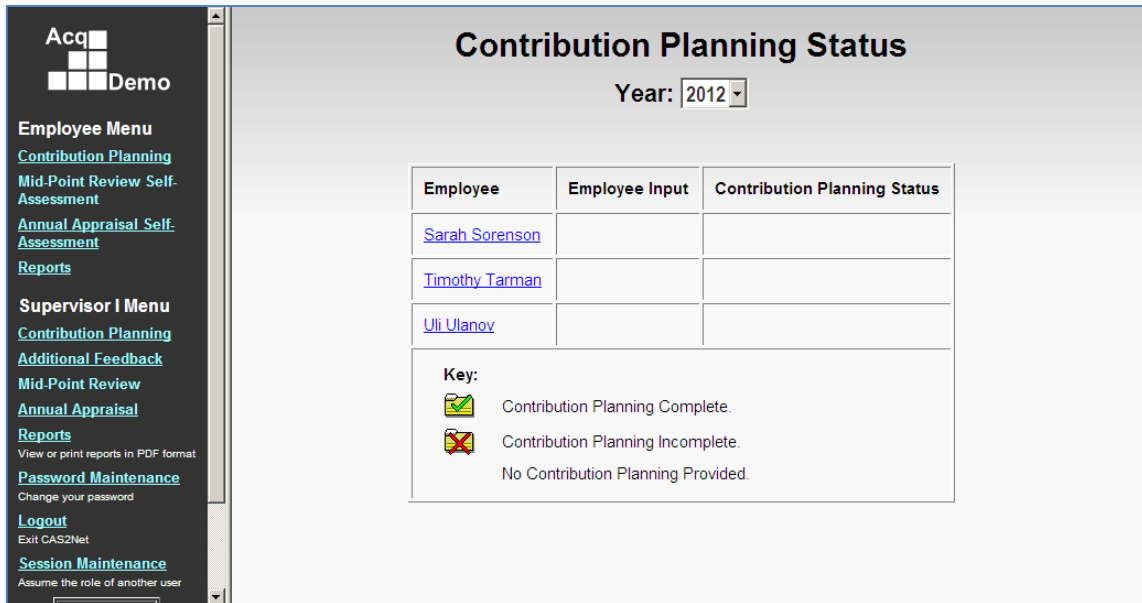 Acq
Demo
Employee Menu
Contribution Planning
Mid-Point Review Self-
Assessment
Annual Appraisal Self-
Assessment
Reports
Supervisor I Menu
Contribution Planning
Additional Feedback
Mid-Point Review
Annual Appraisal
Reports
View or print reports in PDF format
Password Maintenance
Change your password
Logout
Exit CAS2Net
Session Maintenance
Assume the role of another user
Contribution Planning Status
Year: 2012
Employee Employee Input Contribution Planning Status
Sarah Sorenson
Timothy Tarman
Uli Ulanov
Key:
Contribution Planning Complete.
Contribution Planning Incomplete.
No Contribution Planning Provided.